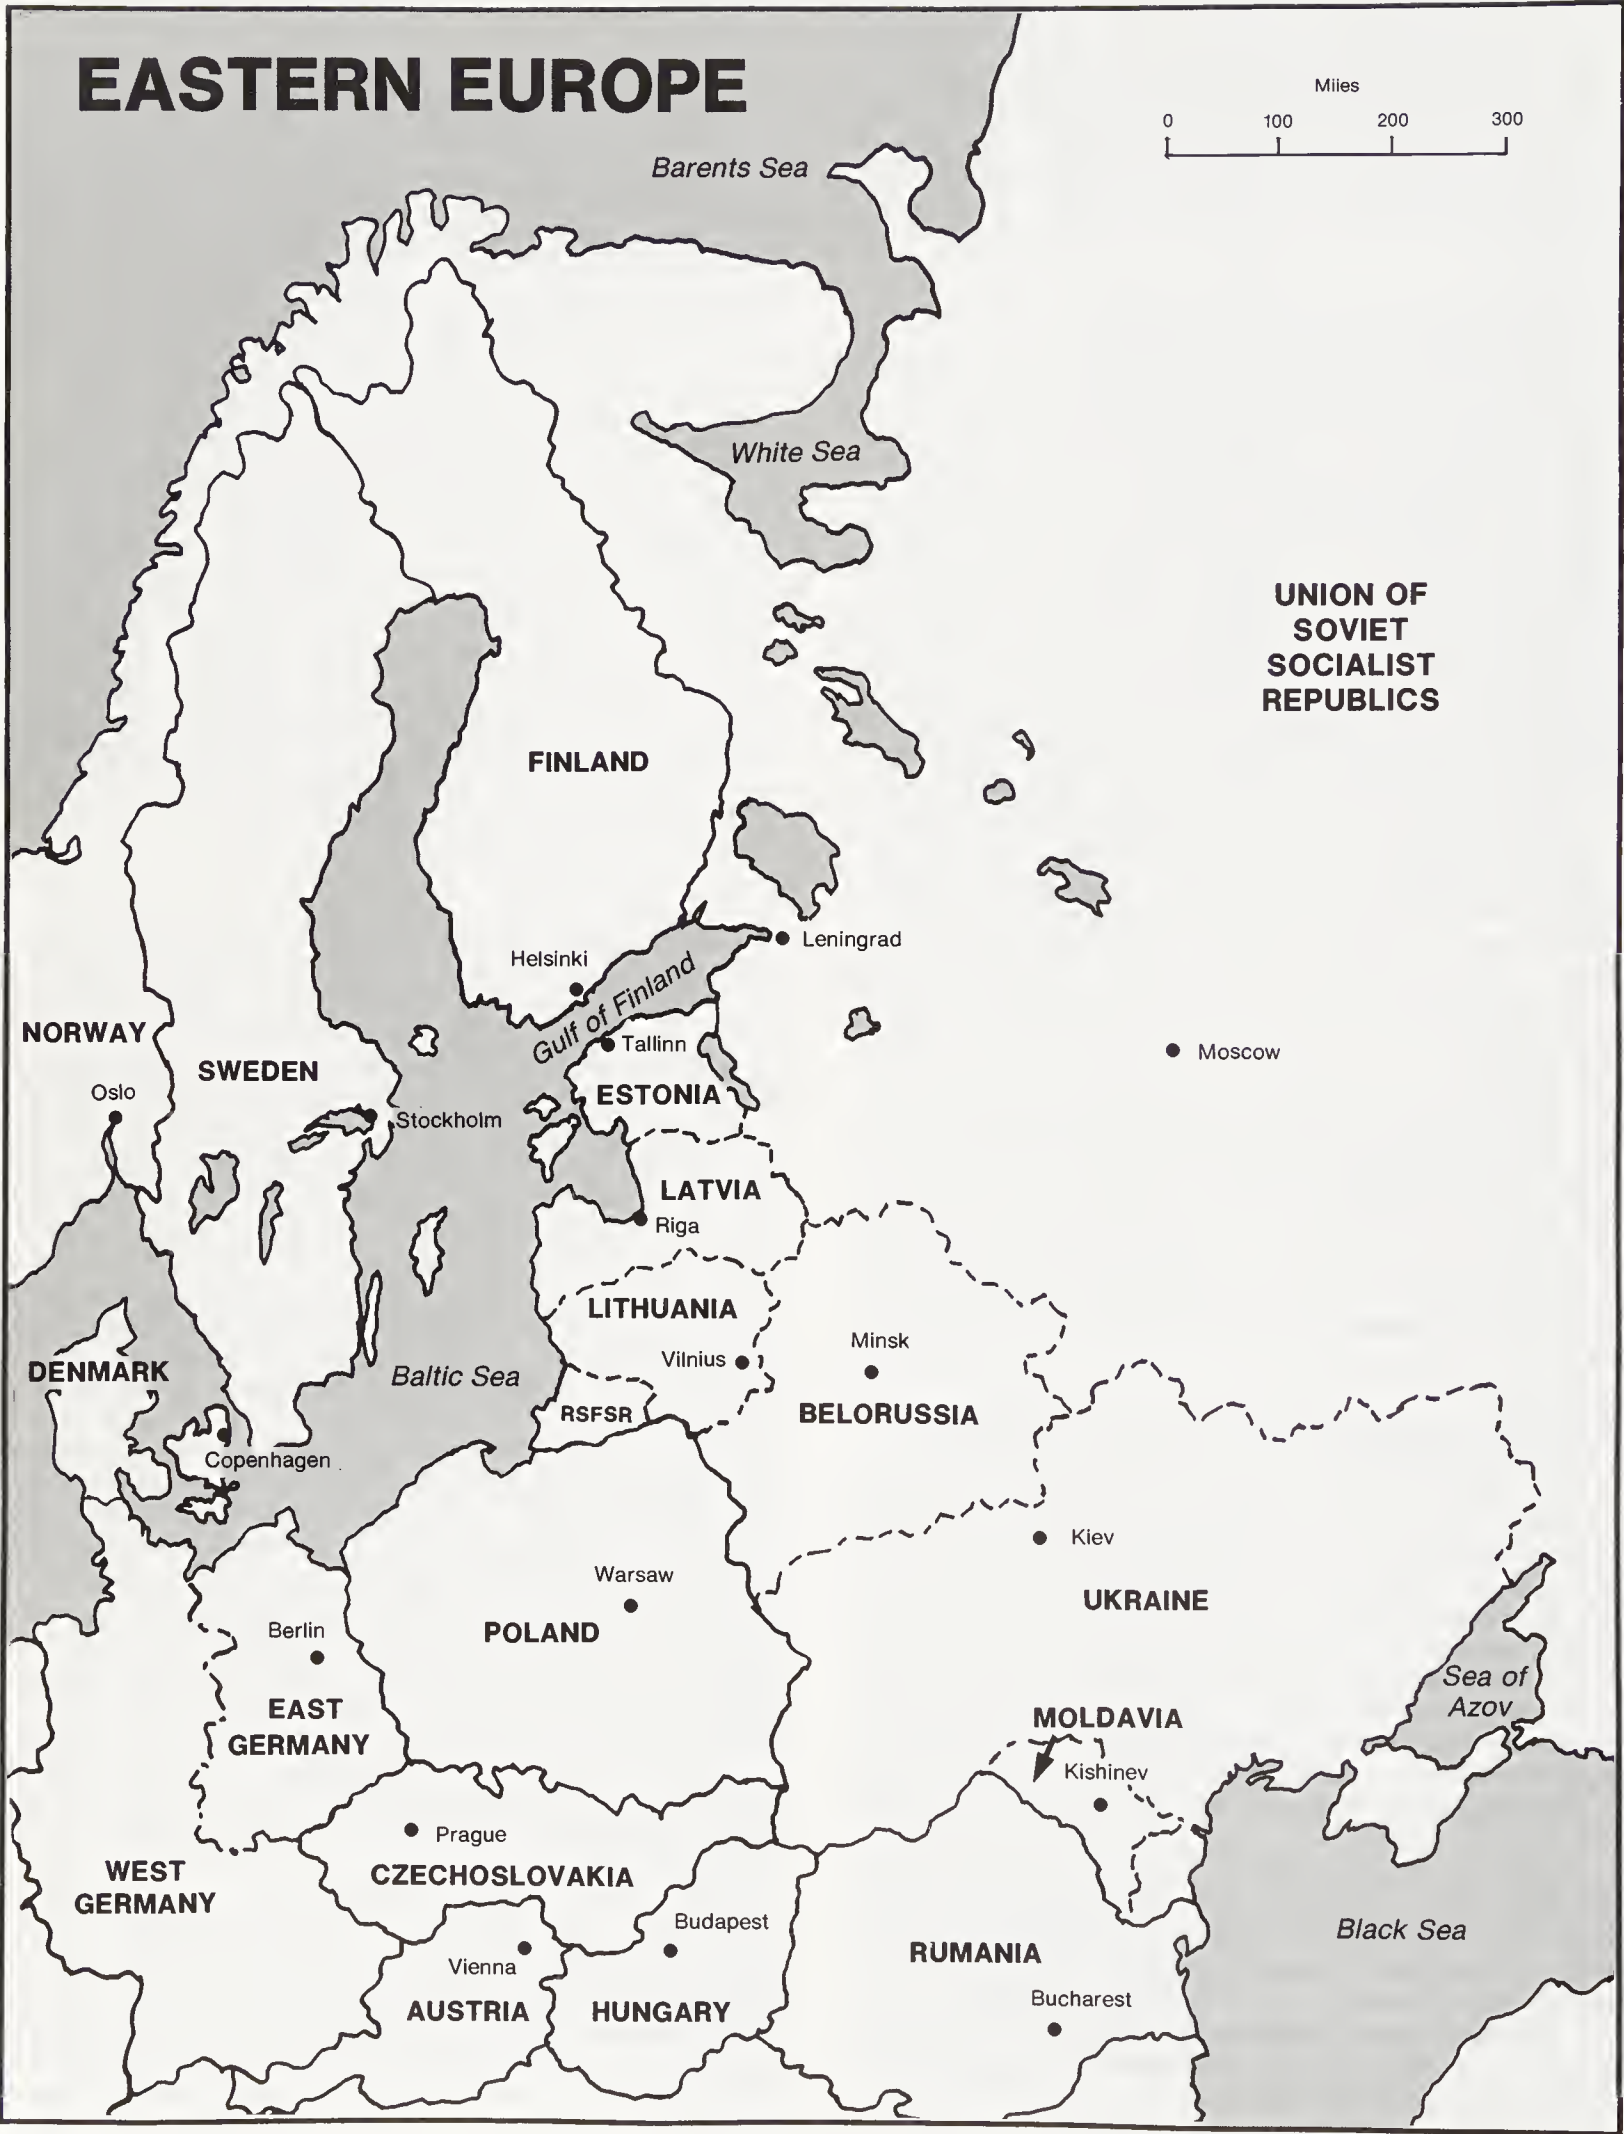 EASTERN EUROPE
Miles
0 100 200 300
Barents Sea
White Sea
UNION OF
SOVIET
SOCIALIST
REPUBLICS
FINLAND
Leningrad
Helsinki
Gulf of Finland
NORWAY
Tallinn
Moscow
SWEDEN
Oslo
ESTONIA
Stockholm
LATVIA
Riga
LITHUANIA
Minsk
Vilnius
DENMARK
Baltic Sea
RSFSR
BELORUSSIA
Copenhagen
Kiev
Warsaw
UKRAINE
Berlin
POLAND
Sea of
Azov
EAST
GERMANY
MOLDAVIA
Kishinev
Prague
WEST
GERMANY
CZECHOSLOVAKIA
Budapest
Black Sea
Vienna
RUMANIA
Bucharest
AUSTRIA
HUNGARY